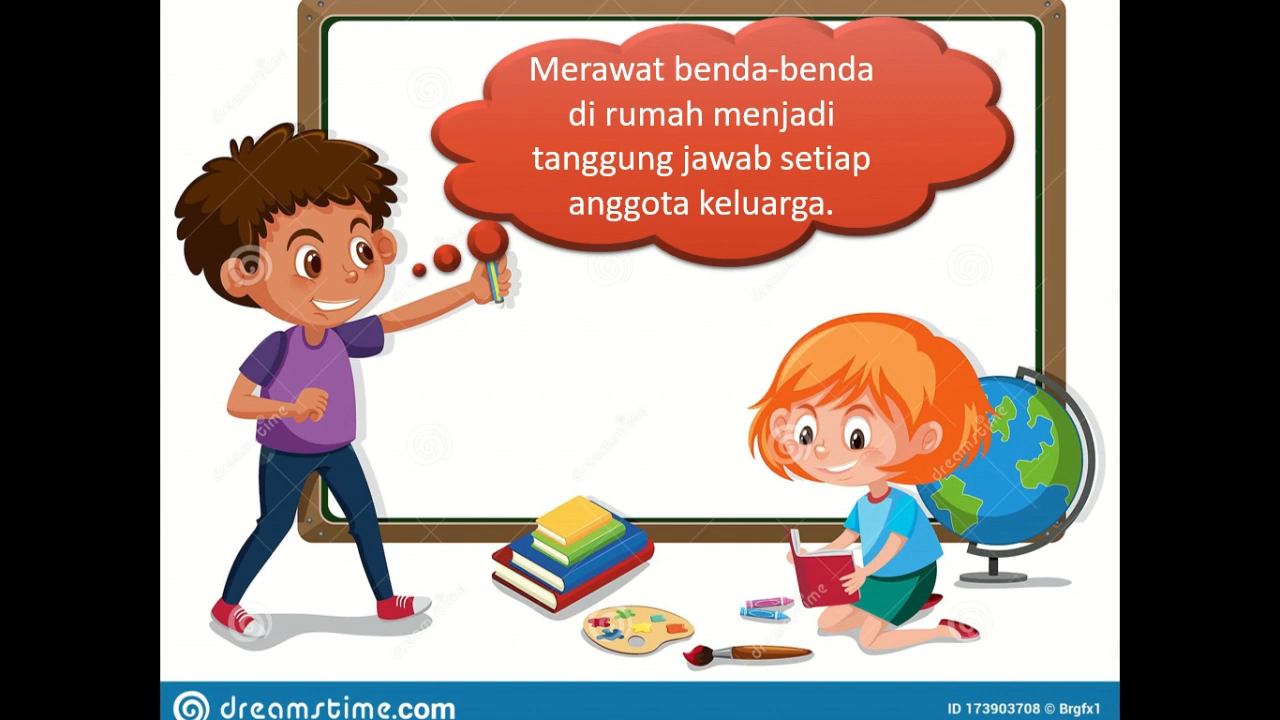 Merawat benda-benda
di rumah menjadi
tanggung jawab setiap
anggota keluarga.
dreamstime.com
ID 173903708 © Brgfx1